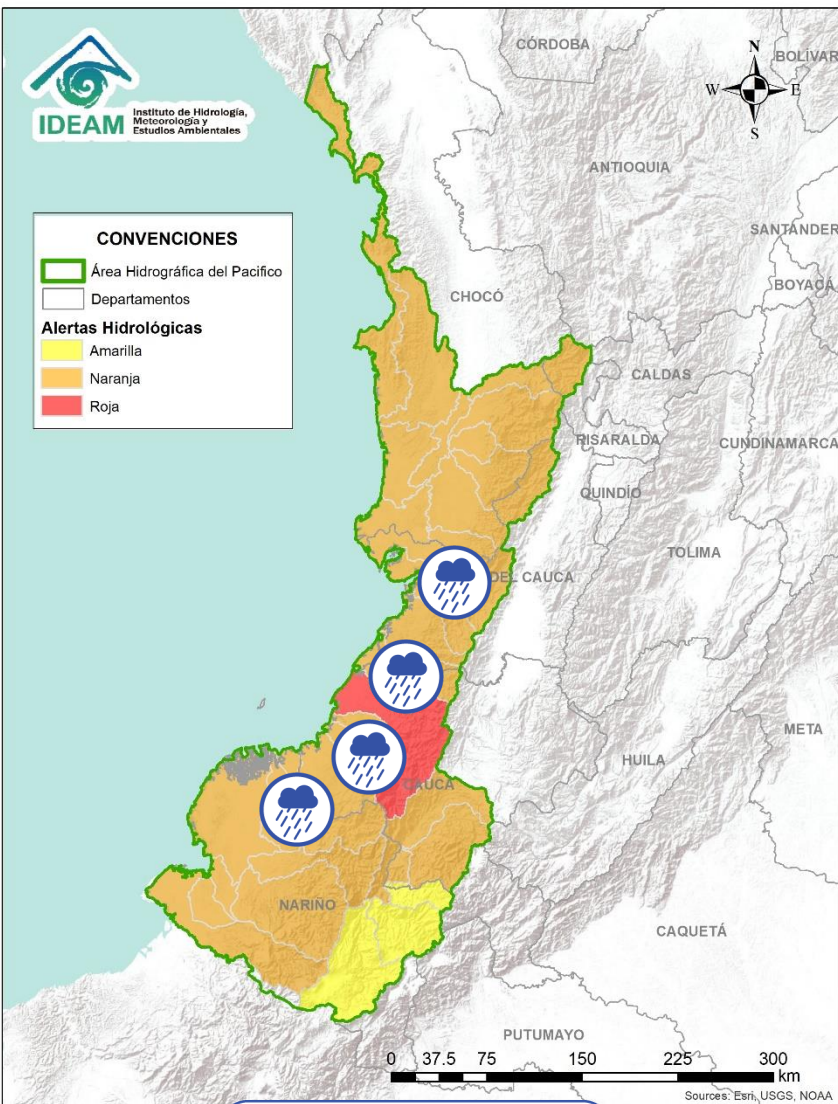 IDEAM
Instituto de Hidrología,
Meteorología y
Estudios Ambientales
CÓRDOBA
BOLÍVAR
N
W E
S
ANTIOQUIA
SANTANDER
CONVENCIONES
Área Hidrográfica del Pacifico
Departamentos
Alertas Hidrológicas
Amarilla
Naranja
Roja
BOYACÁ
CHOCÓ
CALDAS
RISARALDA
CUNDINAMARCA
QUINDÍO
TOLIMA
DEL CAUCA
META
HUILA
CAUCA
NARIÑO
CAQUETÁ
PUTUMAYO
0 37.5 75 150 225 300
km
Sources: Esri, USGS, NOAA